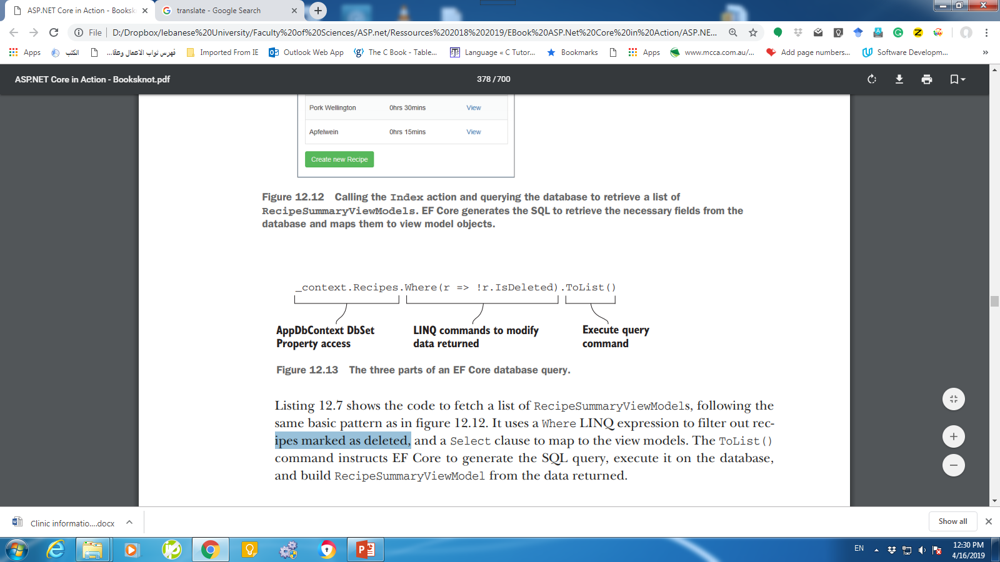 ASP.NET Core in Action - Booksk
translate - Google Search
File D:/Dropbox/lebanese%20University/Faculty%20of%20Sciences/ASP.net/Ressources%202018%202019/EBook%20ASP.Net%20Core%20in%20Action/ASP.NE...
Apps الكتب فهرس ثواب الاعمال وعقا... Imported From IE Outlook Web App The C Book - Table... Language « C Tutor... Bookmarks Apps www.mcca.com.au/... Add page numbers... Software Developm... »
ASP.NET Core in Action - Booksknot.pdf 378 / 700
Pork Wellington 0hrs 30mins View
Apfelwein 0hrs 15mins View
Create new Recipe
Figure 12.12 Calling the Index action and querying the database to retrieve a list of
RecipeSummaryViewModels. EF Core generates the SQL to retrieve the necessary fields from the
database and maps them to view model objects.
_context.Recipes.Where(r => !r.IsDeleted).ToList()
AppDbContext DbSet LINQ commands to modify Execute query
Property access data returned command
Figure 12.13 The three parts of an EF Core database query.
Listing 12.7 shows the code to fetch a list of RecipeSummaryViewModels, following the
same basic pattern as in figure 12.12. It uses a Where LINQ expression to filter out rec-
ipes marked as deleted, and a Select clause to map to the view models. The ToList()
command instructs EF Core to generate the SQL query, execute it on the database,
and build RecipeSummaryViewModel from the data returned.
Clinic informatio....docx Show all
EN 12:30 PM
4/16/2019